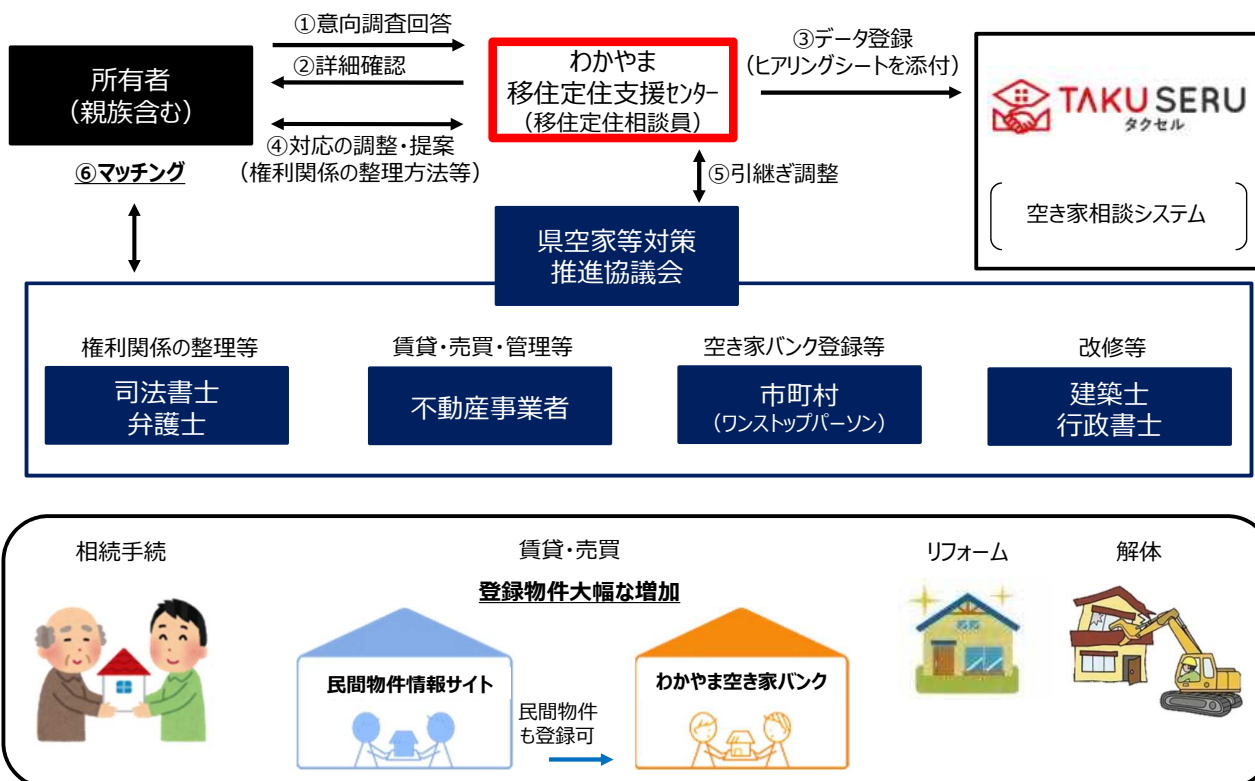 ①意向調査回答
②詳細確認
③データ登録
(ヒアリングシートを添付)
所有者
(親族含む)
わかやま
移住定住支援センター
(移住定住相談員)
TAKU SERU
タクセル
④対応の調整・提案
(権利関係の整理方法等)
⑥マッチング
⑤引継ぎ調整
空き家相談システム
県空家等対策
推進協議会
権利関係の整理等
司法書士
弁護士
賃貸・売買・管理等
不動産事業者
空き家バンク登録等
市町村
(ワンストップパーソン)
改修等
建築士
行政書士
相続手続
賃貸・売買
登録物件大幅な増加
リフォーム
解体
民間物件情報サイト
民間物件
も登録可
わかやま空き家バンク